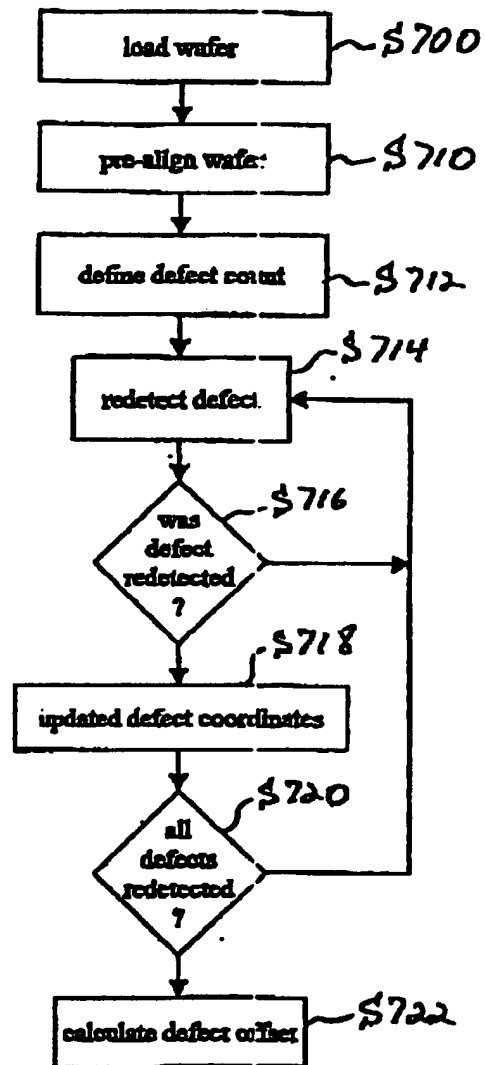 load wafer
S700
pre-align wafer
S710
define defect count
S712
S714
redetect defect
was
defect
redetected
?
S716
S718
updated defect coordinates
S720
all
defects
redetected
?
calculate defect offset
S722